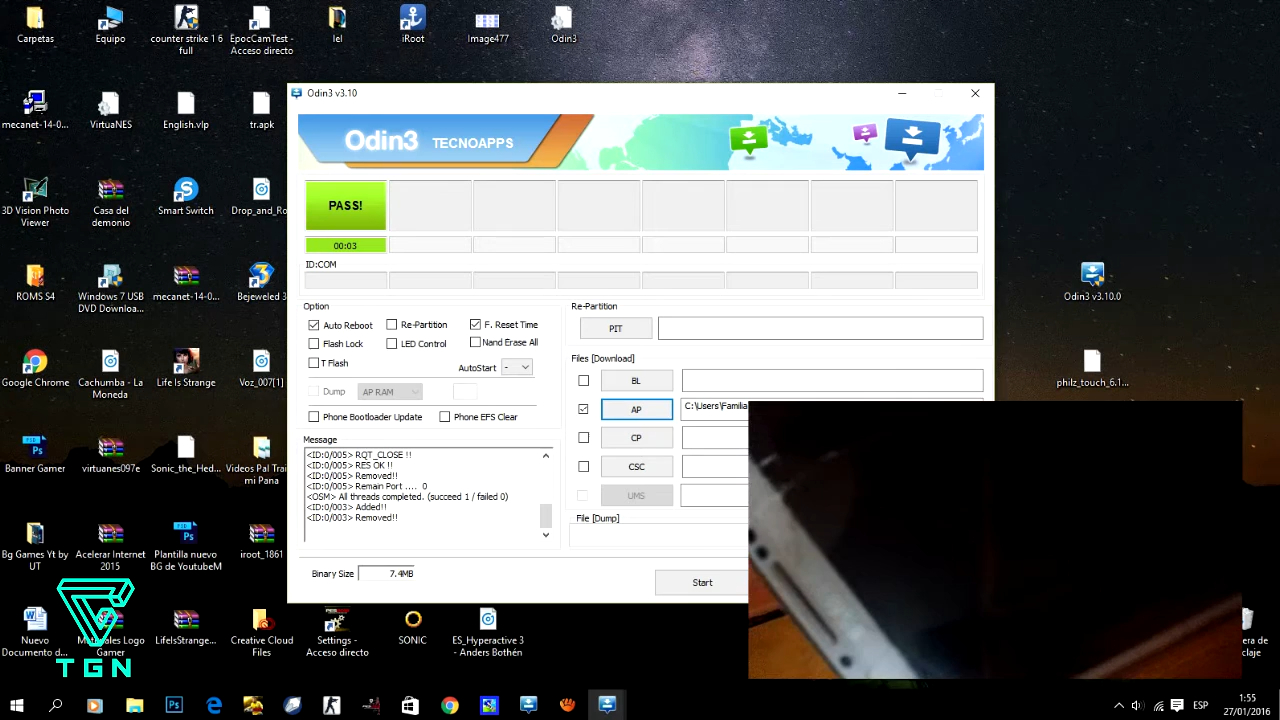 Carpetas
Equipo
counter strike 1 6
full
EpocCamTest -
Acceso directo
lel
iRoot
Image477
Odin3
mecanet-14-0...
VirtuaNES
English.vlp
tr.apk
3D Vision Photo
Viewer
Casa del
demonio
Smart Switch
Drop_and_Ro
ROMS S4
Windows 7 USB
DVD Downloa...
mecanet-14-0...
Bejeweled 3
Google Chrome
Cachumba - La
Moneda
Life Is Strange
Voz_007[1]
Banner Gamer
virtuanes097e
Sonic_the_Hed...
Videos Pal Trai
mi Pana
Bg Games Yt by
UT
Acelerar Internet
2015
Plantilla nuevo
BG de YoutubeM
iroot_1861
Nuevo
Documento d...
Materiales Logo
Gamer
LifeIsStrange...
Creative Cloud
Files
Settings -
Acceso directo
SONIC
ES_Hyperactive 3
- Anders Bothén
TGN
Odin3 v3.10.0
philz_touch_6.1...
era de
claje
Odin3 v3.10
Odin3 TECNOAPPS
PASS!
00:03
ID:COM
Option
Auto Reboot
Re-Partition
F. Reset Time
Flash Lock
LED Control
Nand Erase All
T Flash
AutoStart -
Dump
AP RAM
Phone Bootloader Update
Phone EFS Clear
Message
<ID:0/005> RQT_CLOSE !!
<ID:0/005> RES OK !!
<ID:0/005> Removed!!
<ID:0/005> Remain Port .... 0
<OSM> All threads completed. (succeed 1 / failed 0)
<ID:0/003> Added!!
<ID:0/003> Removed!!
Binary Size
7.4MB
Re-Partition
PIT
Files [Download]
BL
AP
C:\Users\Familia
CP
CSC
UMS
File [Dump]
Start
ESP
1:55
27/01/2016